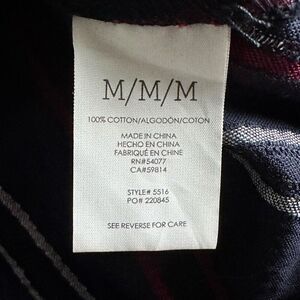 M/M/M
100% COTTON/ALGODÓN/COTON
MADE IN CHINA
HECHO EN CHINA
FABRIQUÉ EN CHINE
RN#54077
CA#59814
STYLE# 5516
PO# 220845
SEE REVERSE FOR CARE